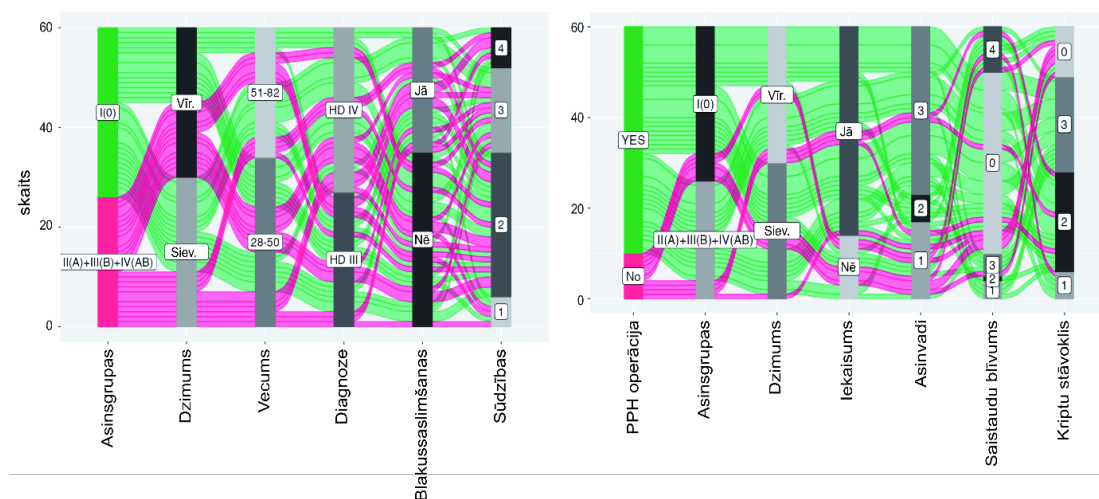 skaits
60
40
20
0
I(0)
II(A)+III(B)+IV(AB)
Vīr.
Siev.
51-82
28-50
HD IV
HD III
Jā
Nē
4
3
2
1
Asinsgrupas
Dzimums
Vecums
Diagnoze
Blakussaslimšanas
Sūdzības
60
40
20
0
YES
No
I(0)
II(A)+III(B)+IV(AB)
Vīr.
Siev.
Jā
Nē
3
2
1
4
0
3
2
1
0
3
2
1
PPH operācija
Asinsgrupas
Dzimums
Iekaisums
Asinvadi
Saistaudu blīvums
Kriptu stāvoklis